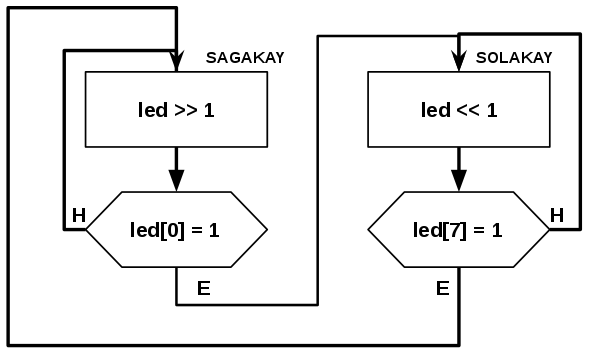 SAGAKAY
led >> 1
H
led[0] = 1
E
SOLAKAY
led << 1
led[7] = 1
H
E